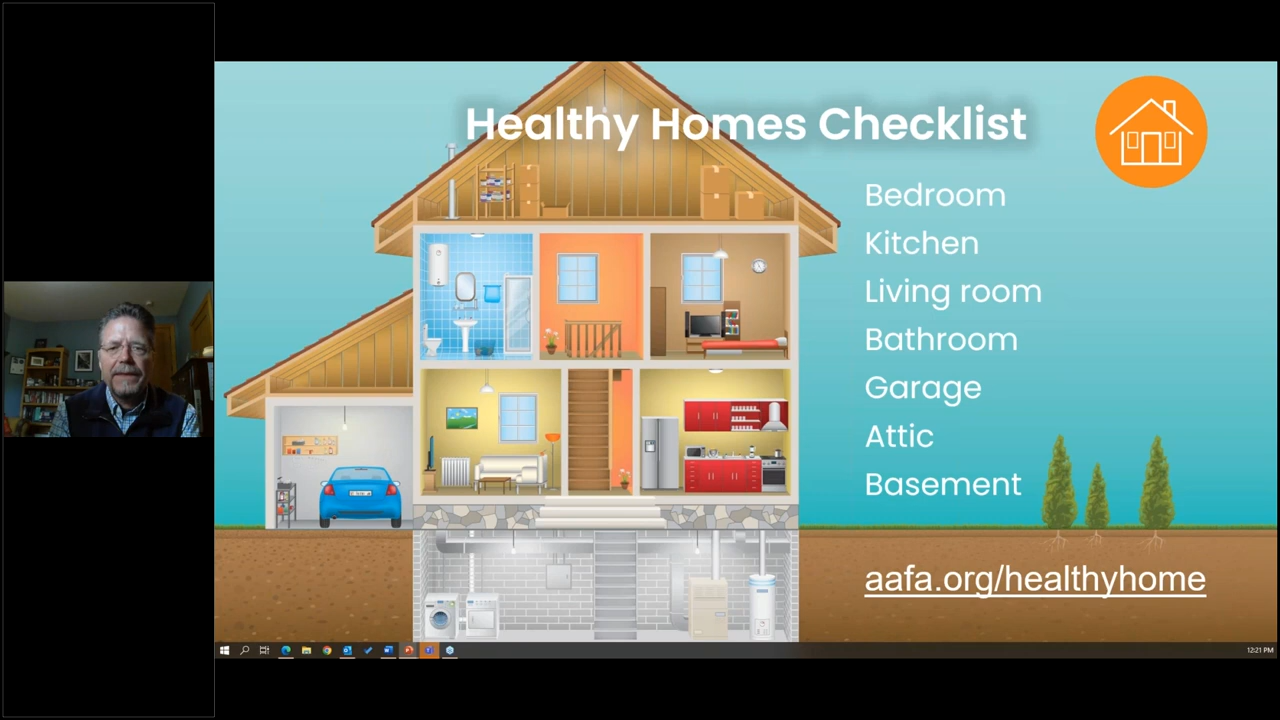 Healthy Homes Checklist
Bedroom
Kitchen
Living room
Bathroom
Garage
Attic
Basement
aafa.org/healthyhome
12:21 PM